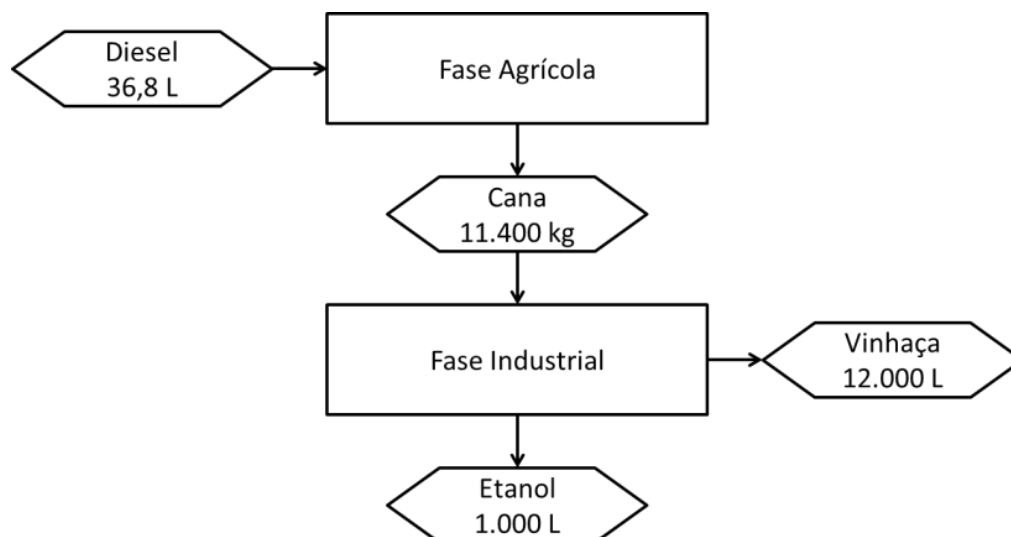 Diesel
36,8 L
Fase Agrícola
Cana
11.400 kg
Fase Industrial
Vinhaça
12.000 L
Etanol
1.000 L